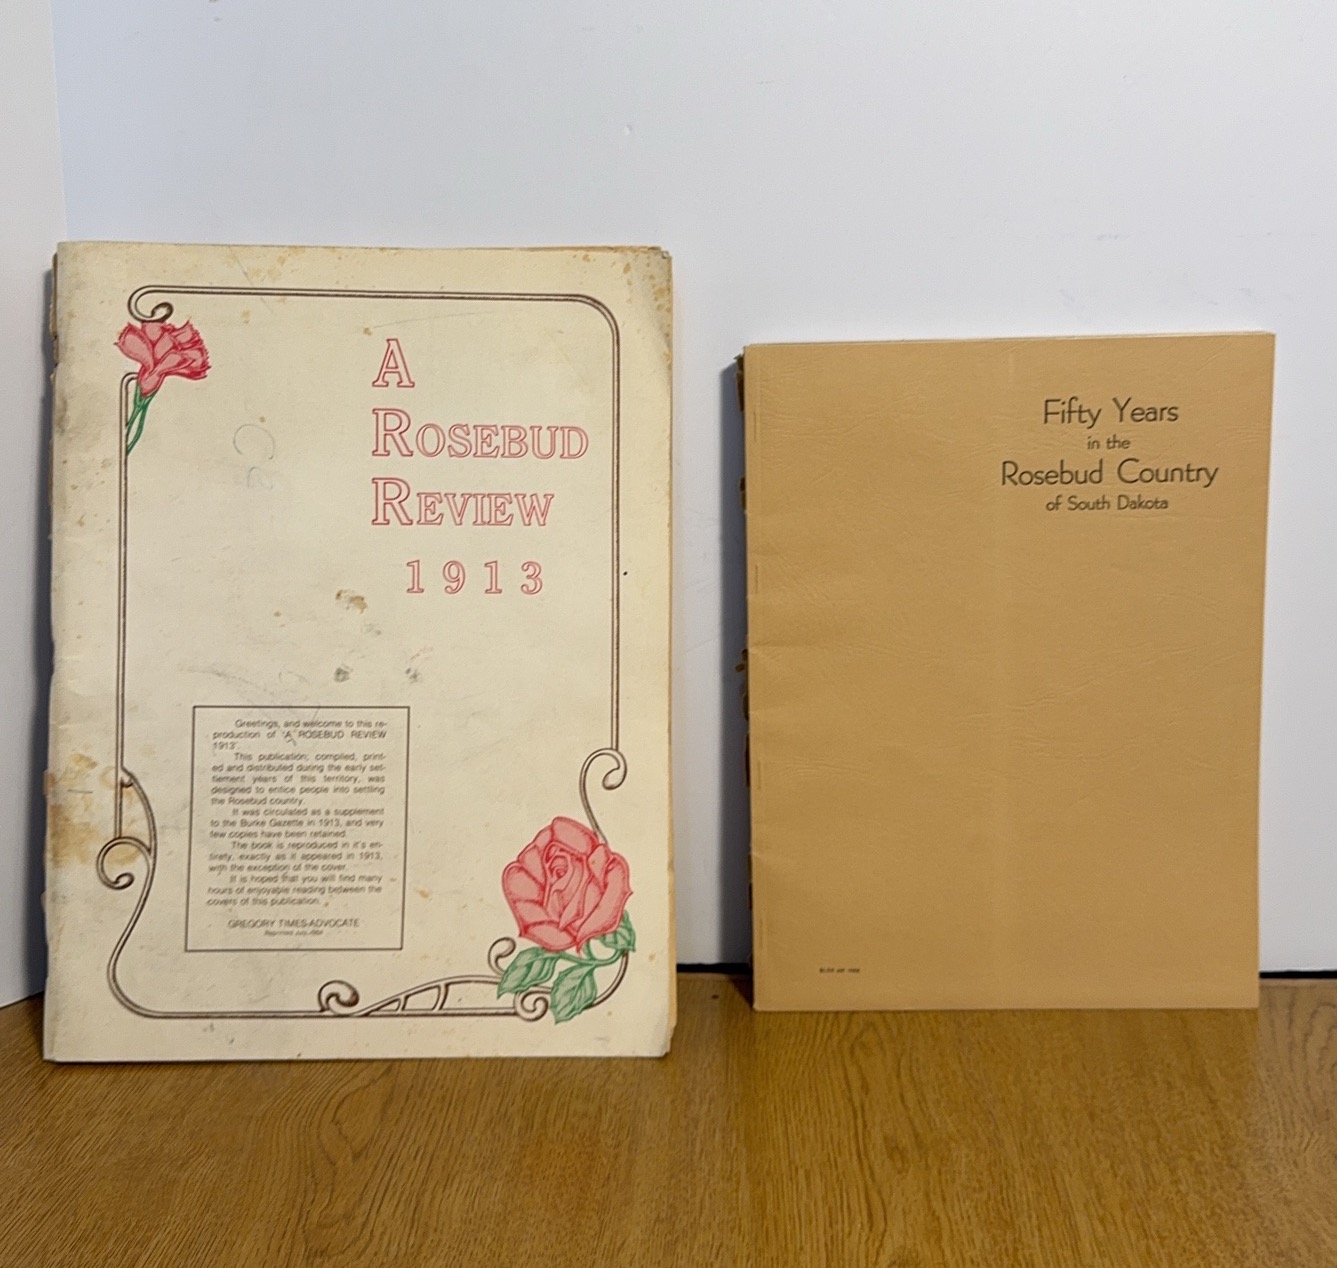 A
ROSEBUD
REVIEW
1913
Greetings, and welcome to this re-
production of 'A ROSEBUD REVIEW
1913'.
This publication, compiled, print-
ed and distributed during the early set-
tlement years of this territory, was
designed to entice people into settling
the Rosebud country.
It was circulated as a supplement
to the Burke Gazette in 1913, and very
few copies have been retained.
The book is reproduced in it's en-
tirety, exactly as it appeared in 1913,
with the exception of the cover.
It is hoped that you will find many
hours of enjoyable reading between the
covers of this publication.
GREGORY TIMES-ADVOCATE
Reprinted July,
Fifty Years
in the
Rosebud Country
of South Dakota